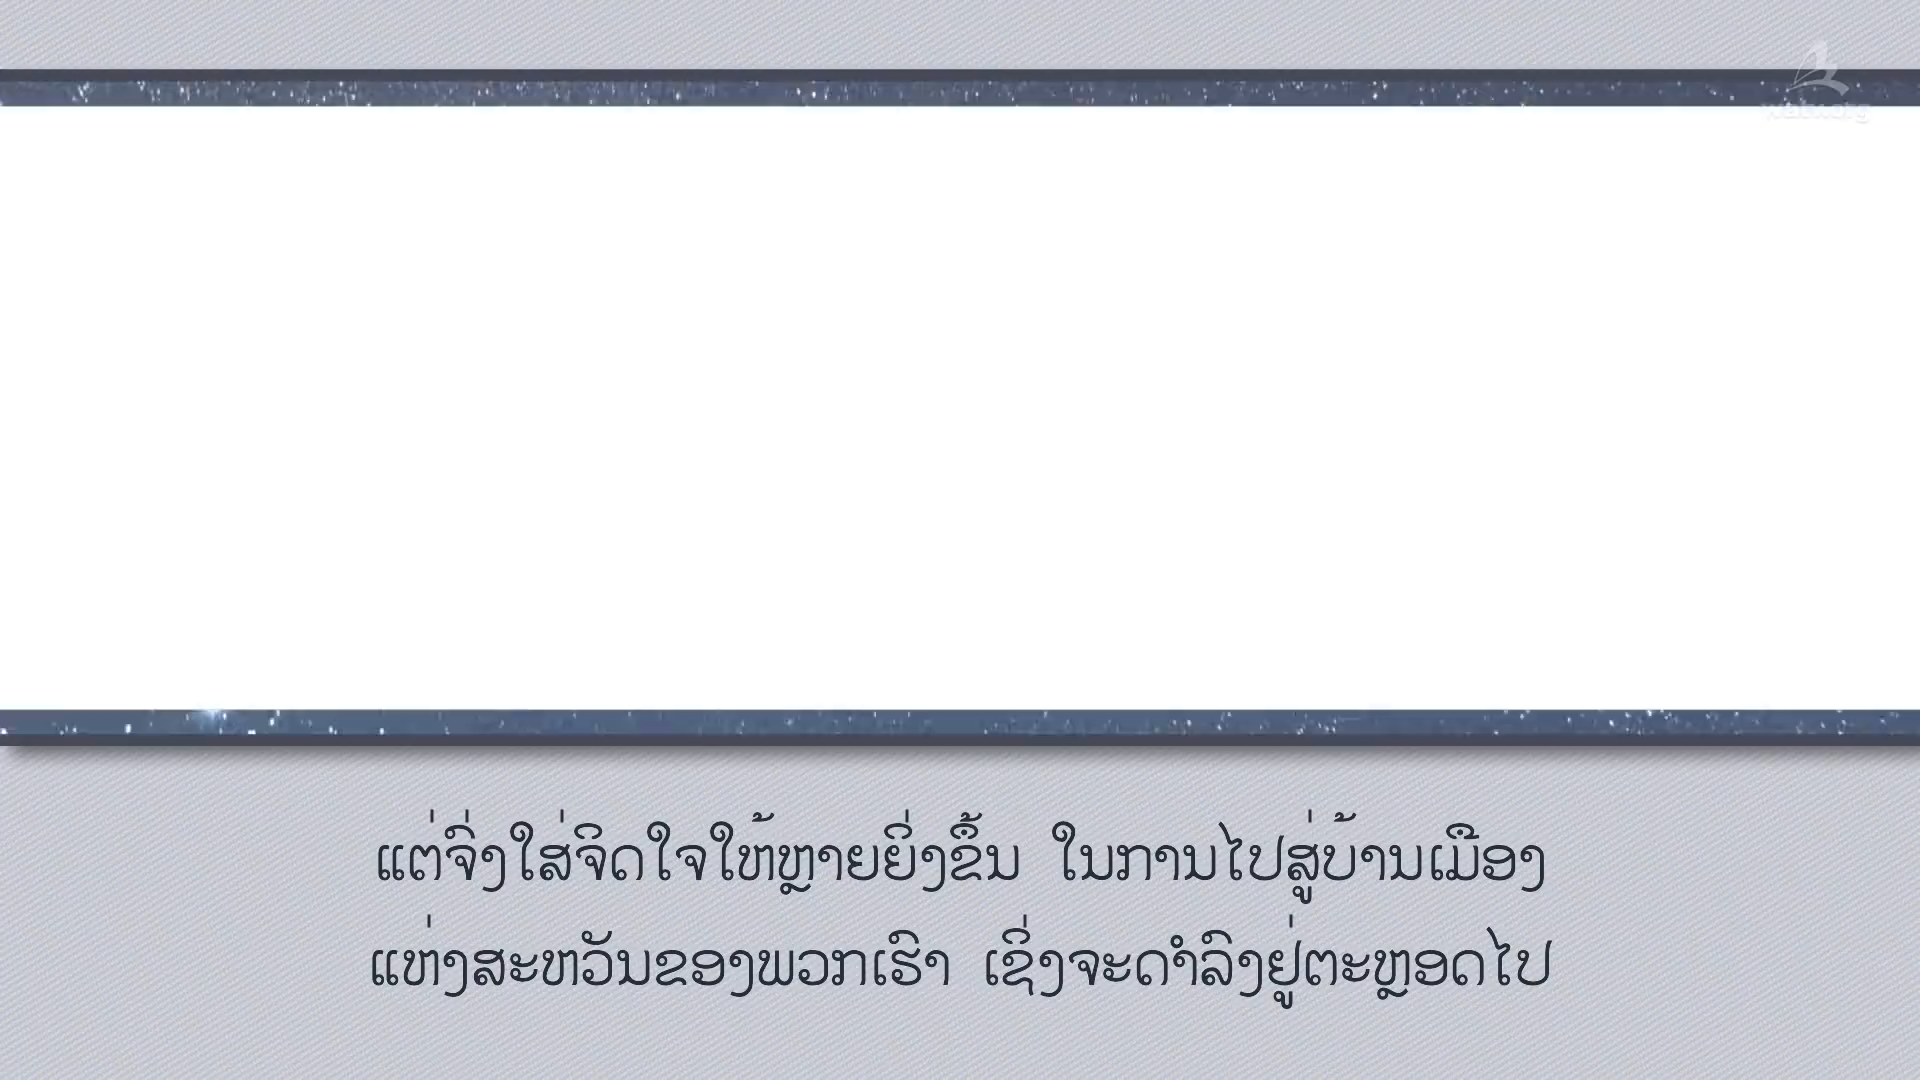 watv.org
ແຕ່ຈົ່ງໃສ່ຈິດໃຈໃຫ້ຫຼາຍຍິ່ງຂຶ້ນ ໃນການໄປສູ່ບ້ານເມືອງ
ແຫ່ງສະຫວັນຂອງພວກເຮົາ ເຊິ່ງຈະດຳລົງຢູ່ຕະຫຼອດໄປ